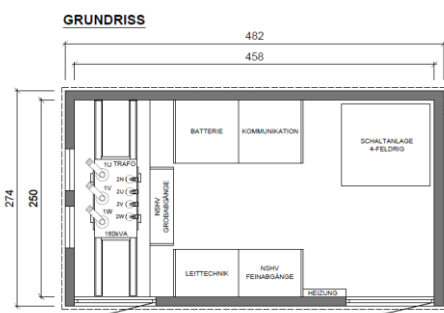 GRUNDRISS
482
458
274
250
BATTERIE
KOMMUNIKATION
SCHALTANLAGE
4-FELDRIG
1U TRAFO
2N
1V
2U
2V
1W
2W
160kVA
NSHV
GROBABGÄNGE
LEITTECHNIK
NSHV
FEINABGÄNGE
HEIZUNG